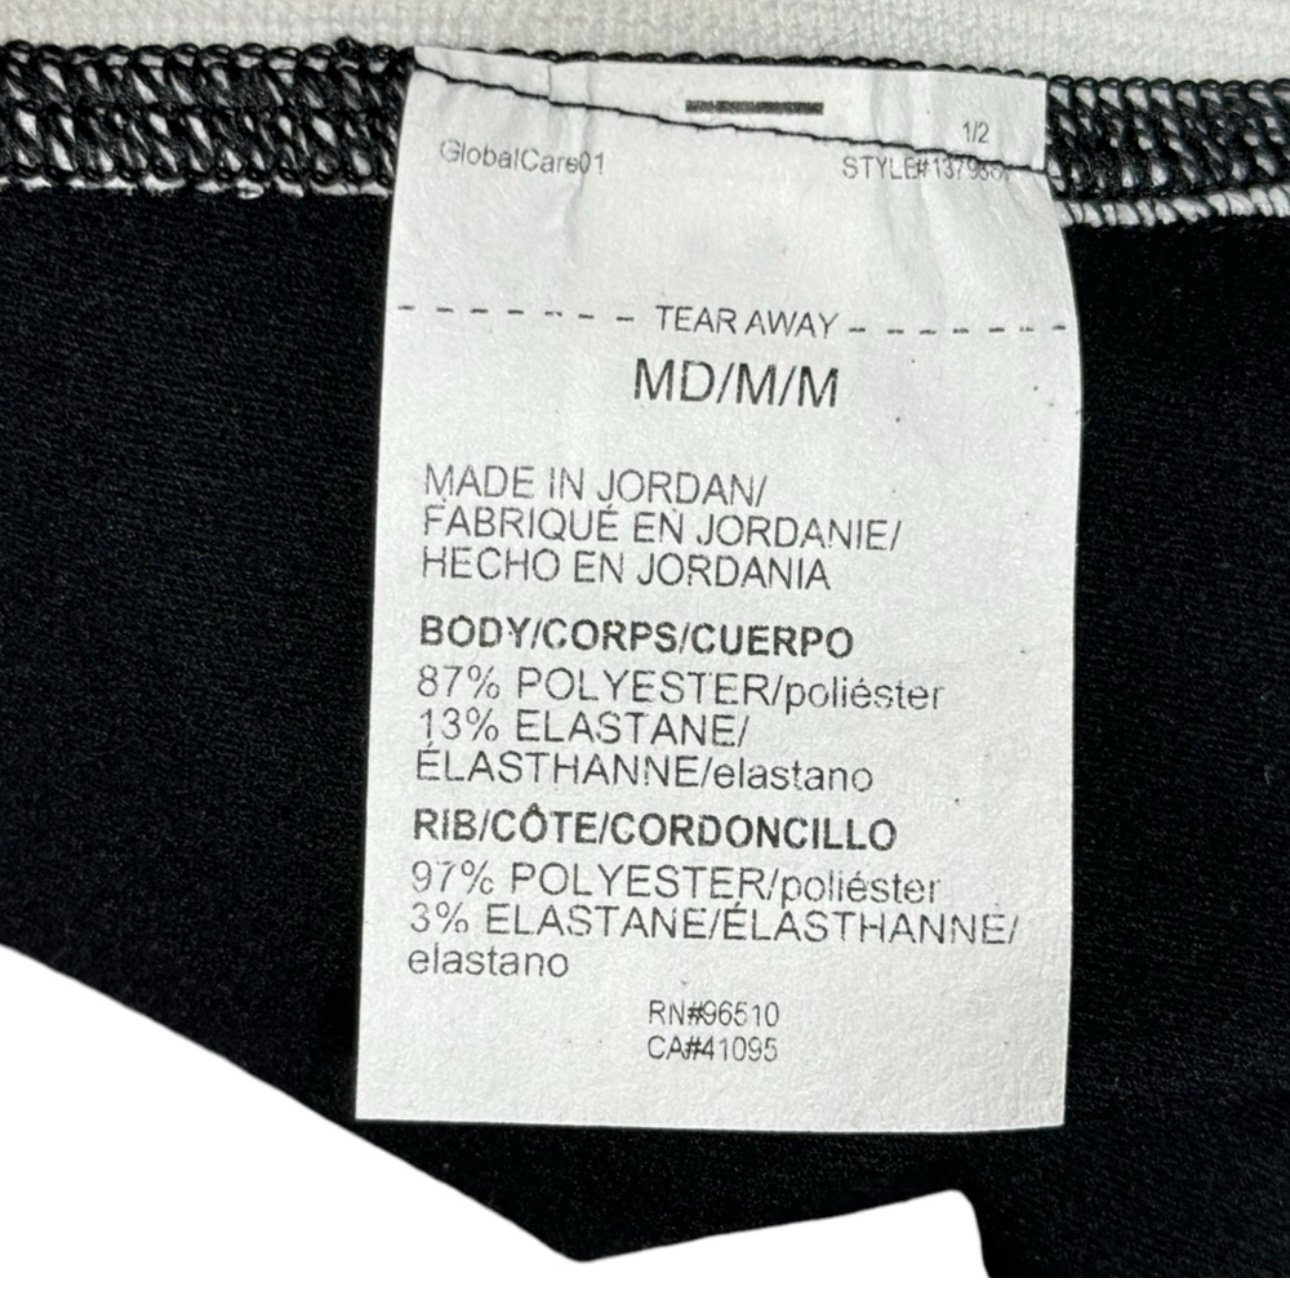 1/2
GlobalCare01
TEAR AWAY
MD/M/M
MADE IN JORDAN/
FABRIQUÉ EN JORDANIE/
HECHO EN JORDANIA
BODY/CORPS/CUERPO
87% POLYESTER/poliéster
13% ELASTANE/
ÉLASTHANNE/elastano
RIB/CÔTE/CORDONCILLO
97% POLYESTER/poliéster
3% ELASTANE/ÉLASTHANNE/
elastano
RN#96510
CA#41095